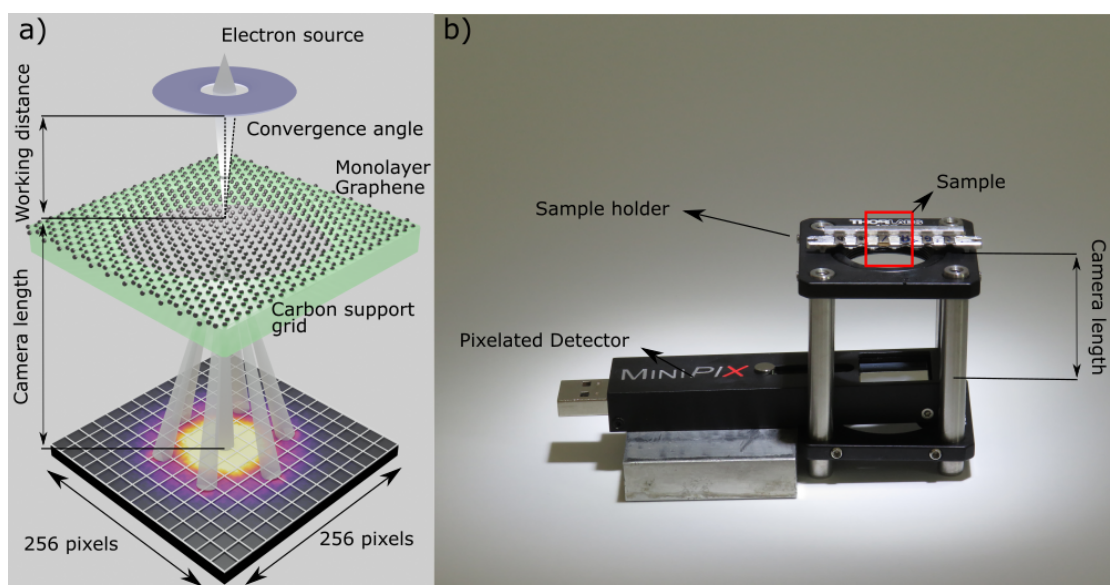 a)
Electron source
Working distance
Convergence angle
Monolayer
Graphene
Camera length
Carbon support
grid
256 pixels
256 pixels
b)
Sample
Sample holder
THORLABS
Camera length
Pixelated Detector
MINIPIX